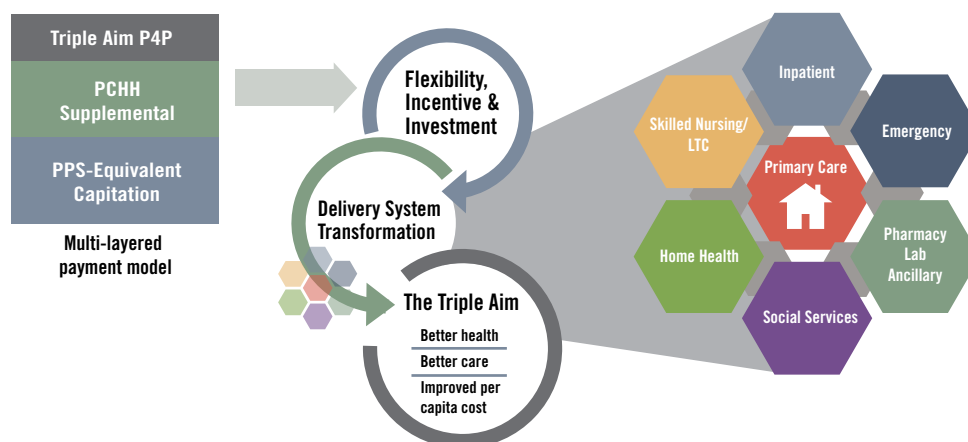 Triple Aim P4P
PCHH
Supplemental
PPS-Equivalent
Capitation
Multi-layered
payment model
Flexibility,
Incentive &
Investment
Delivery System
Transformation
The Triple Aim
Better health
Better care
Improved per
capita cost
Inpatient
Skilled Nursing/
LTC
Emergency
Primary Care
Home Health
Pharmacy
Lab
Ancillary
Social Services